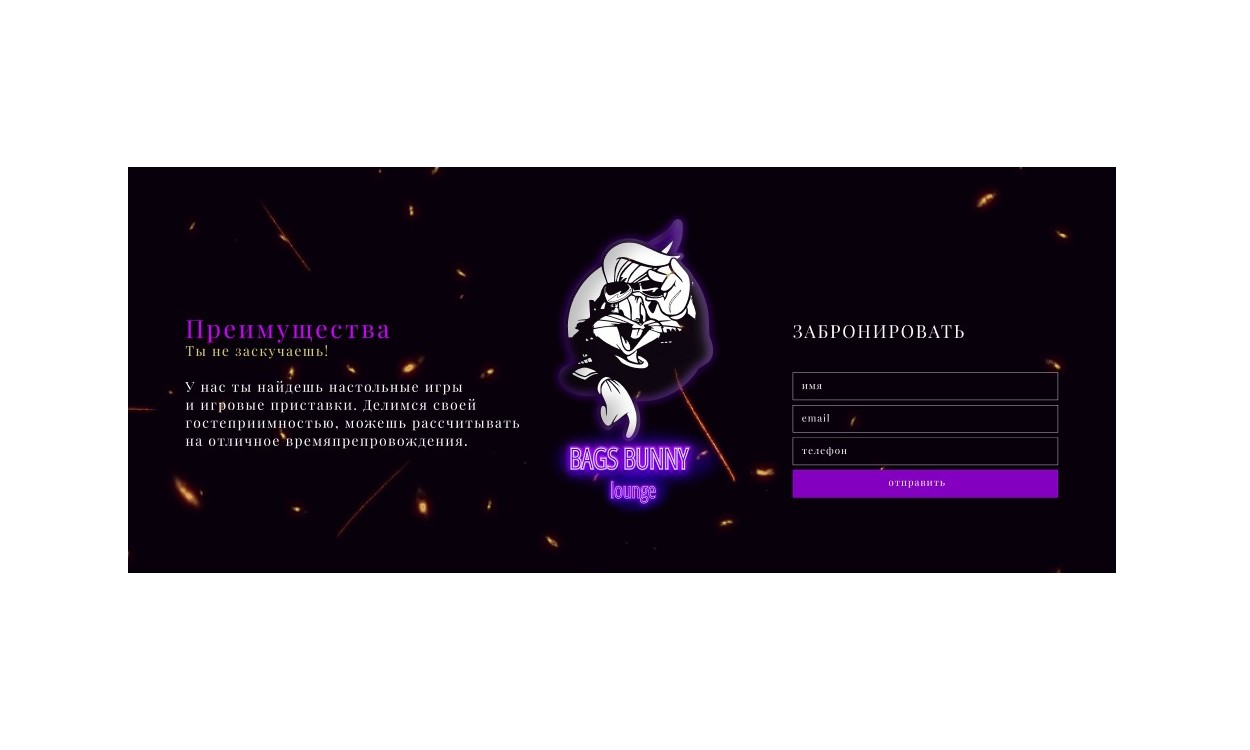 Преимущества
Ты не заскучаешь!
У нас ты найдешь настольные игры
и игровые приставки. Делимся своей
гостеприимностью, можешь рассчитывать
на отличное времяпрепровождения.
BAGS BUNNY
lounge
ЗАБРОНИРОВАТЬ
имя
email
телефон
отправить